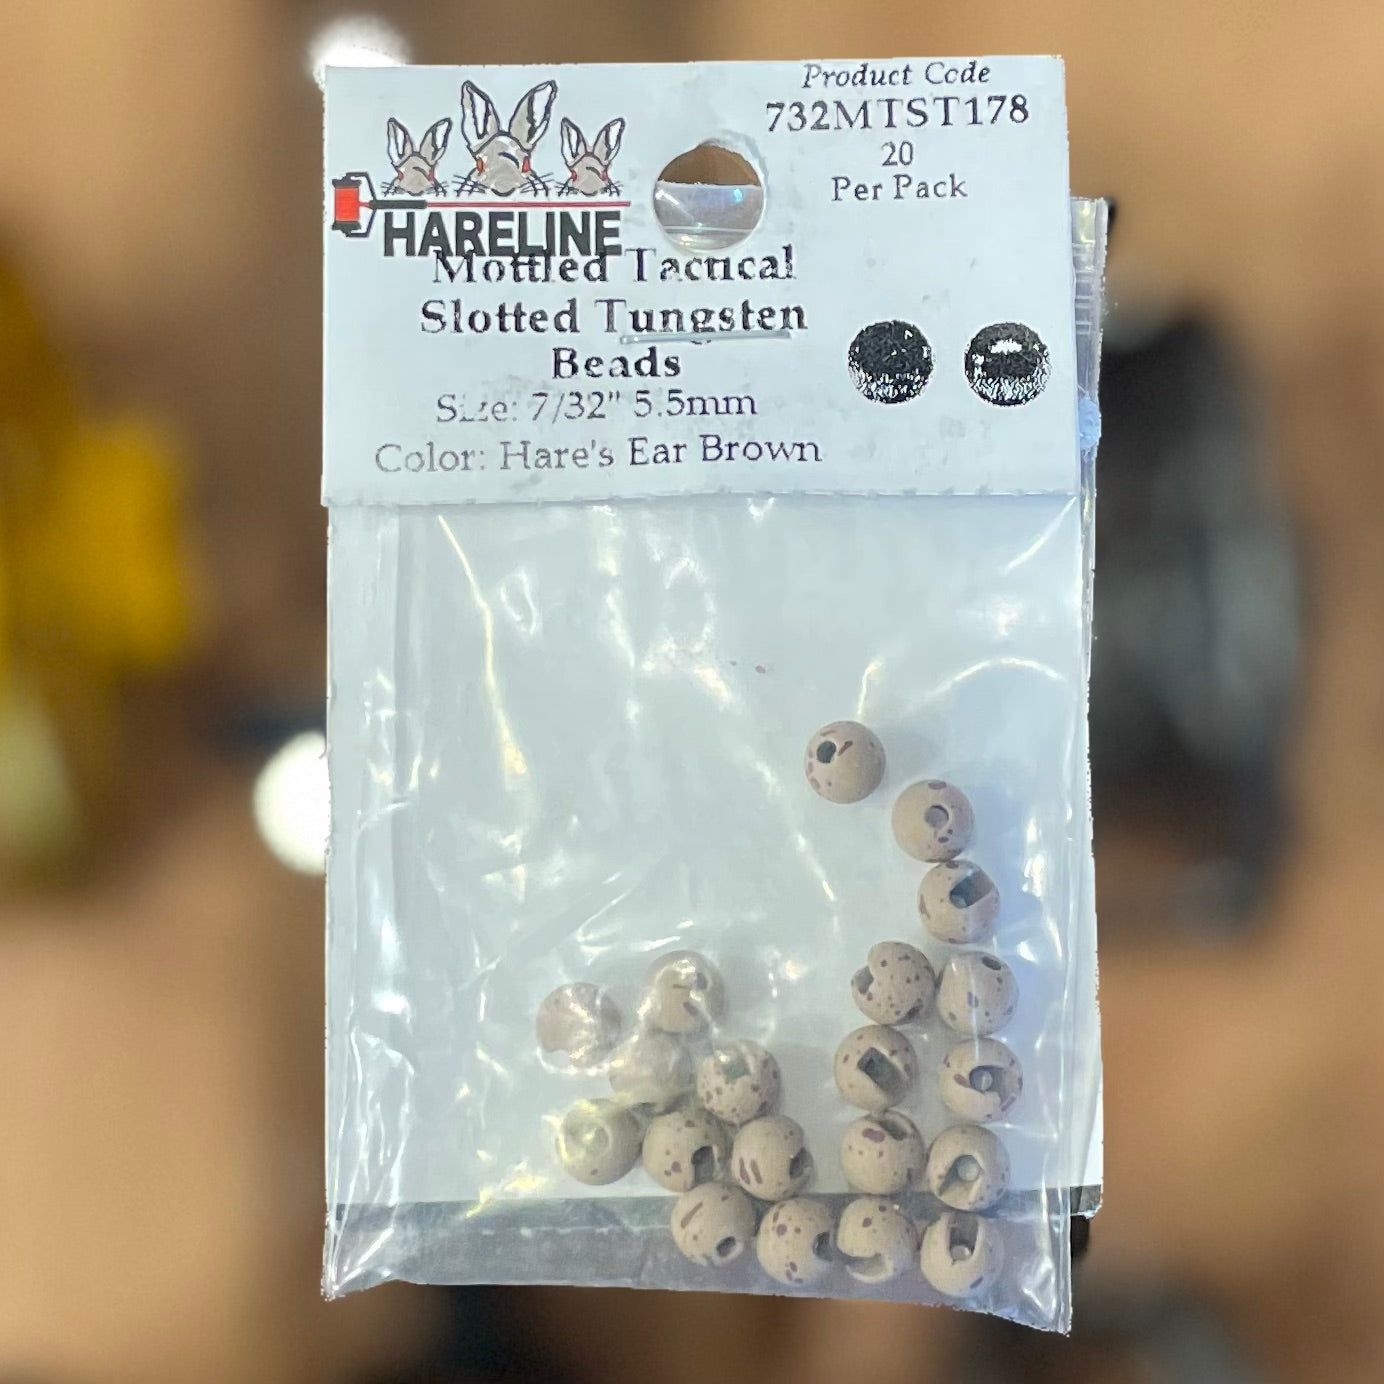 HARELINE
Product Code
732MTST178
20
Per Pack
Mottled Tactical
Slotted Tungsten
Beads
Size: 7/32" 5.5mm
Color: Hare's Ear Brown